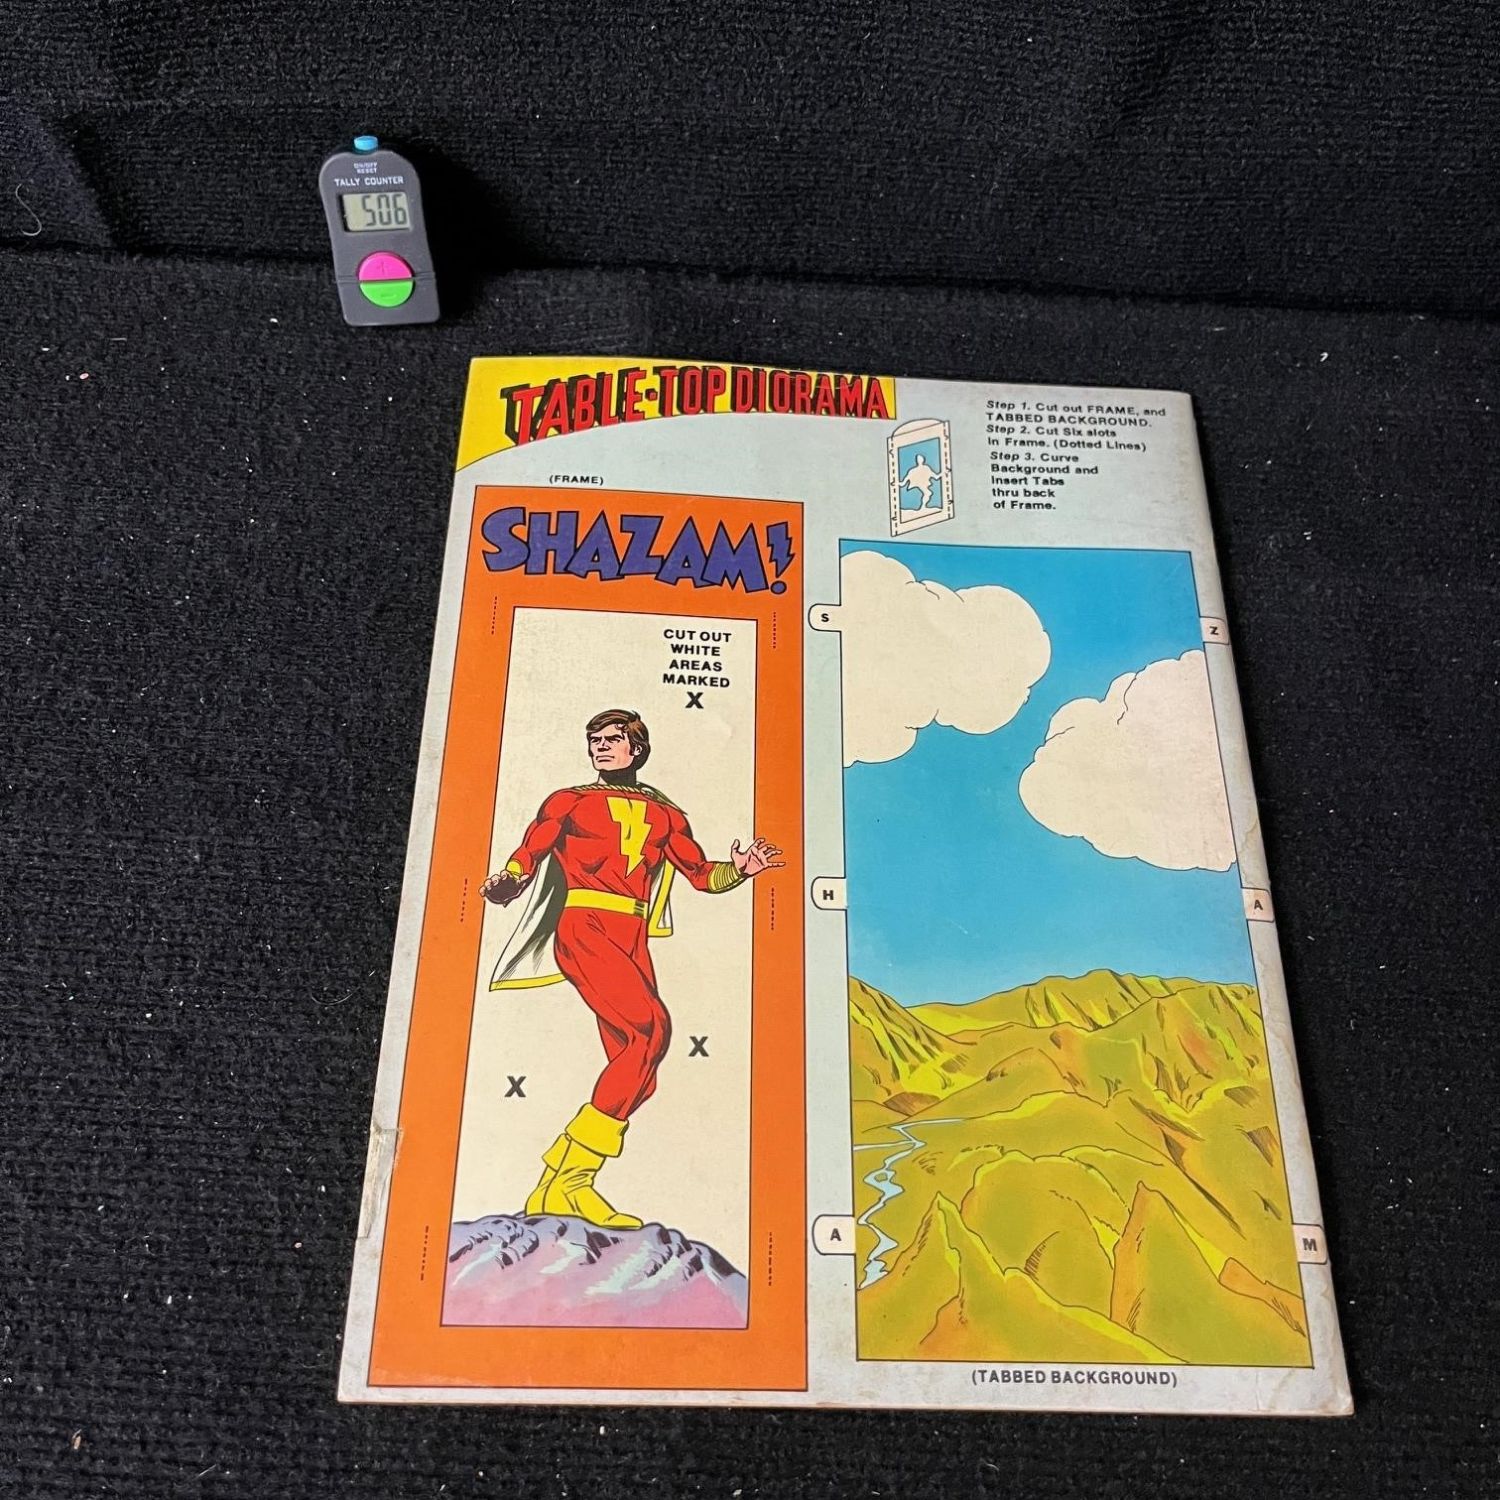 ON/OFF
RESET
TALLY COUNTER
506
TABLE-TOP DIORAMA
Step 1. Cut out FRAME, and
TABBED BACKGROUND.
Step 2. Cut Six slots
in Frame. (Dotted Lines)
Step 3. Curve
Background and
Insert Tabs
thru back
of Frame.
(FRAME)
SHAZAM!
CUT OUT
WHITE
AREAS
MARKED
X
X
X
S
Z
H
A
A
M
(TABBED BACKGROUND)